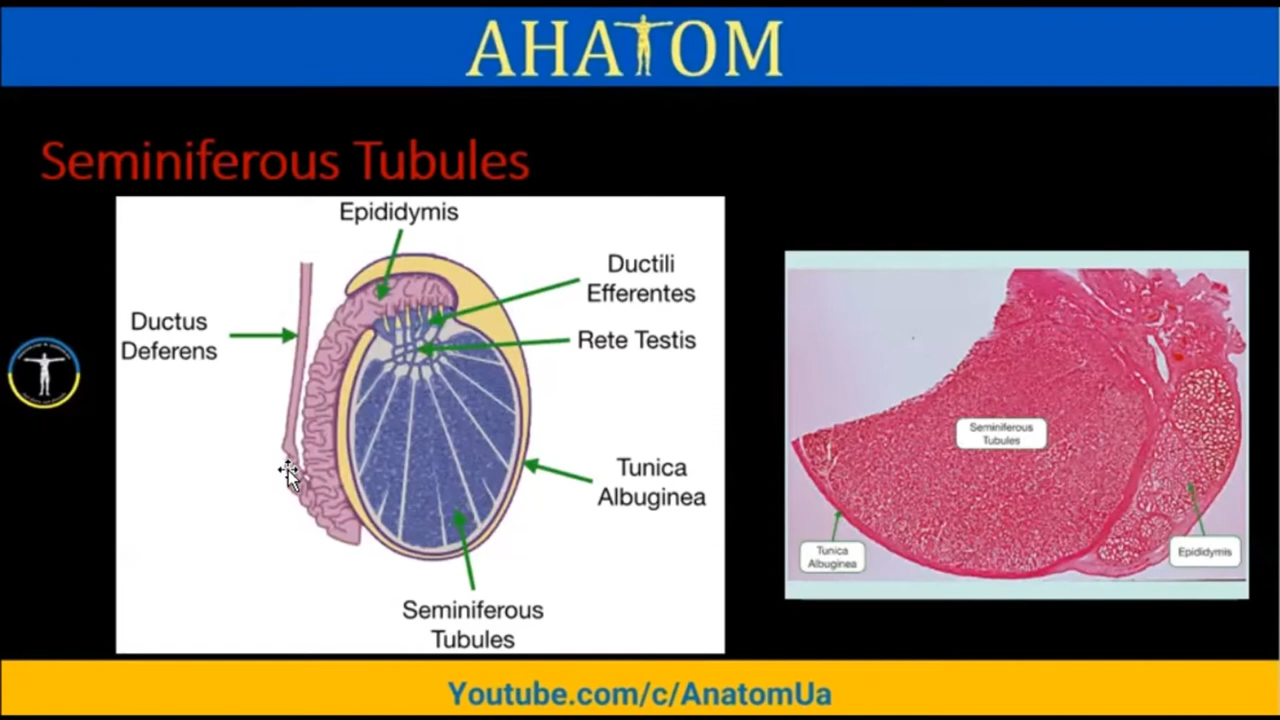 AHATOM
Seminiferous Tubules
Epididymis
Ductili
Efferentes
Rete Testis
Ductus
Deferens
Tunica
Albuginea
Seminiferous
Tubules
Seminiferous
Tubules
Tunica
Albuginea
Epididymis
Youtube.com/c/AnatomUa